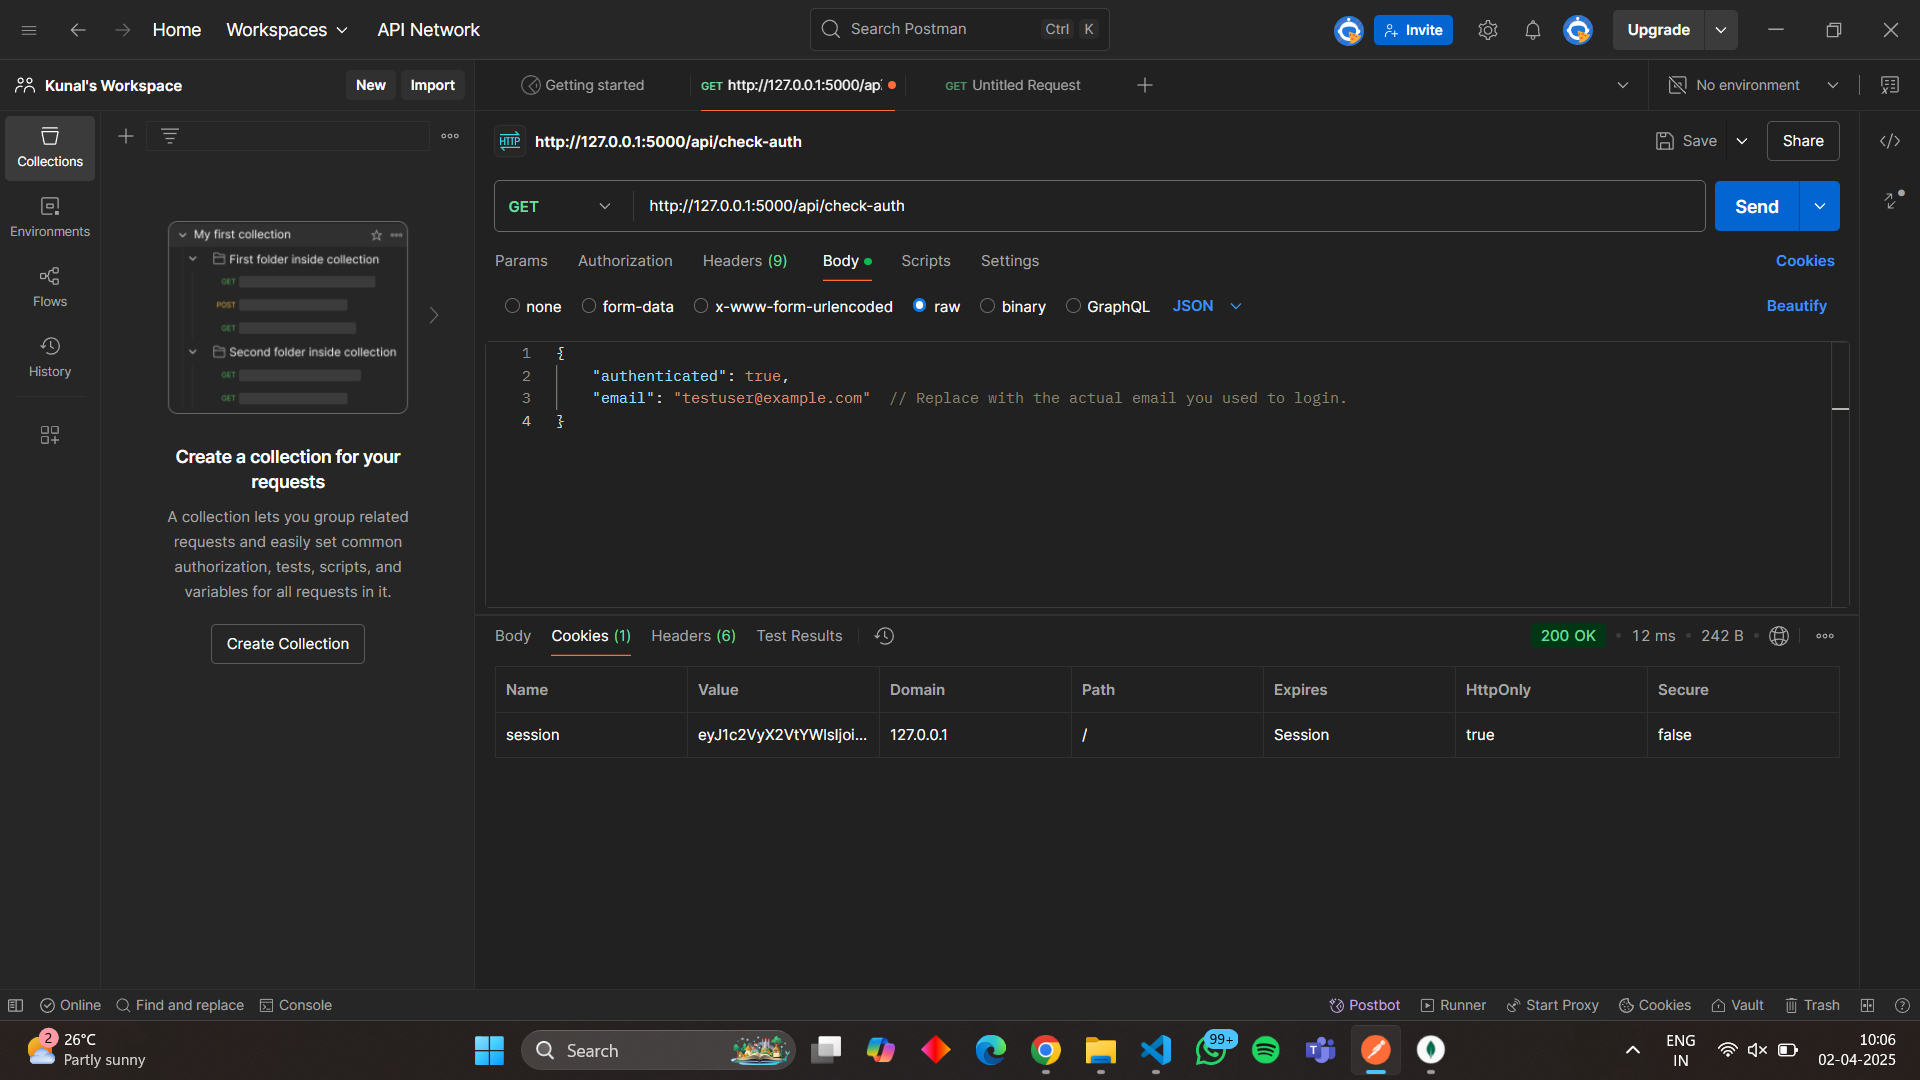 Home
Workspaces
API Network
Search Postman
Ctrl K
Invite
Upgrade
Kunal's Workspace
New
Import
Getting started
GET http://127.0.0.1:5000/ap
GET Untitled Request
No environment
Collections
Environments
Flows
History
HTTP http://127.0.0.1:5000/api/check-auth
Save
Share
GET
http://127.0.0.1:5000/api/check-auth
Send
Params
Authorization
Headers (9)
Body
Scripts
Settings
Cookies
none
form-data
x-www-form-urlencoded
raw
binary
GraphQL
JSON
Beautify
1 {
2 "authenticated": true,
3 "email": "testuser@example.com" // Replace with the actual email you used to login.
4 }
My first collection
First folder inside collection
GET
POST
GET
Second folder inside collection
GET
GET
Create a collection for your
requests
A collection lets you group related
requests and easily set common
authorization, tests, scripts, and
variables for all requests in it.
Create Collection
Body
Cookies (1)
Headers (6)
Test Results
200 OK • 12 ms • 242 B
Name Value Domain Path Expires HttpOnly Secure
session eyJ1c2VyX2VtYWlsIjoi... 127.0.0.1 / Session true false
Online
Find and replace
Console
Postbot
Runner
Start Proxy
Cookies
Vault
Trash
2
26°C
Partly sunny
Search
99+
ENG
IN
10:06
02-04-2025